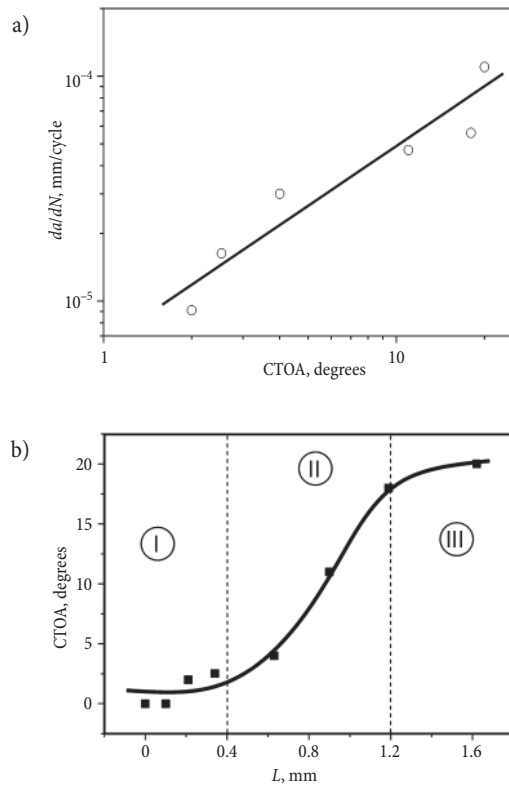 a)
10⁻⁴
da/dN, mm/cycle
10⁻⁵
1
10
CTOA, degrees
b)
20
15
10
5
0
CTOA, degrees
I
II
III
0
0.4
0.8
1.2
1.6
L, mm